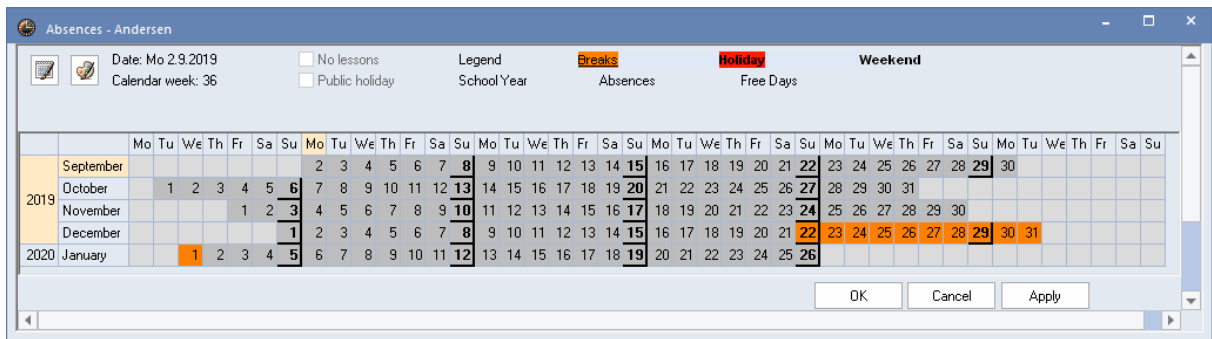 Absences - Andersen
Date: Mo 2.9.2019 No lessons Legend Breaks Holiday Weekend
Calendar week: 36 Public holiday School Year Absences Free Days
Mo Tu We Th Fr Sa Su Mo Tu We Th Fr Sa Su Mo Tu We Th Fr Sa Su Mo Tu We Th Fr Sa Su Mo Tu We Th Fr Sa Su Mo Tu We Th Fr Sa Su
September 2 3 4 5 6 7 8 9 10 11 12 13 14 15 16 17 18 19 20 21 22 23 24 25 26 27 28 29 30
2019 October 1 2 3 4 5 6 7 8 9 10 11 12 13 14 15 16 17 18 19 20 21 22 23 24 25 26 27 28 29 30 31
November 1 2 3 4 5 6 7 8 9 10 11 12 13 14 15 16 17 18 19 20 21 22 23 24 25 26 27 28 29 30
December 1 2 3 4 5 6 7 8 9 10 11 12 13 14 15 16 17 18 19 20 21 22 23 24 25 26 27 28 29 30 31
2020 January 1 2 3 4 5 6 7 8 9 10 11 12 13 14 15 16 17 18 19 20 21 22 23 24 25 26
OK Cancel Apply